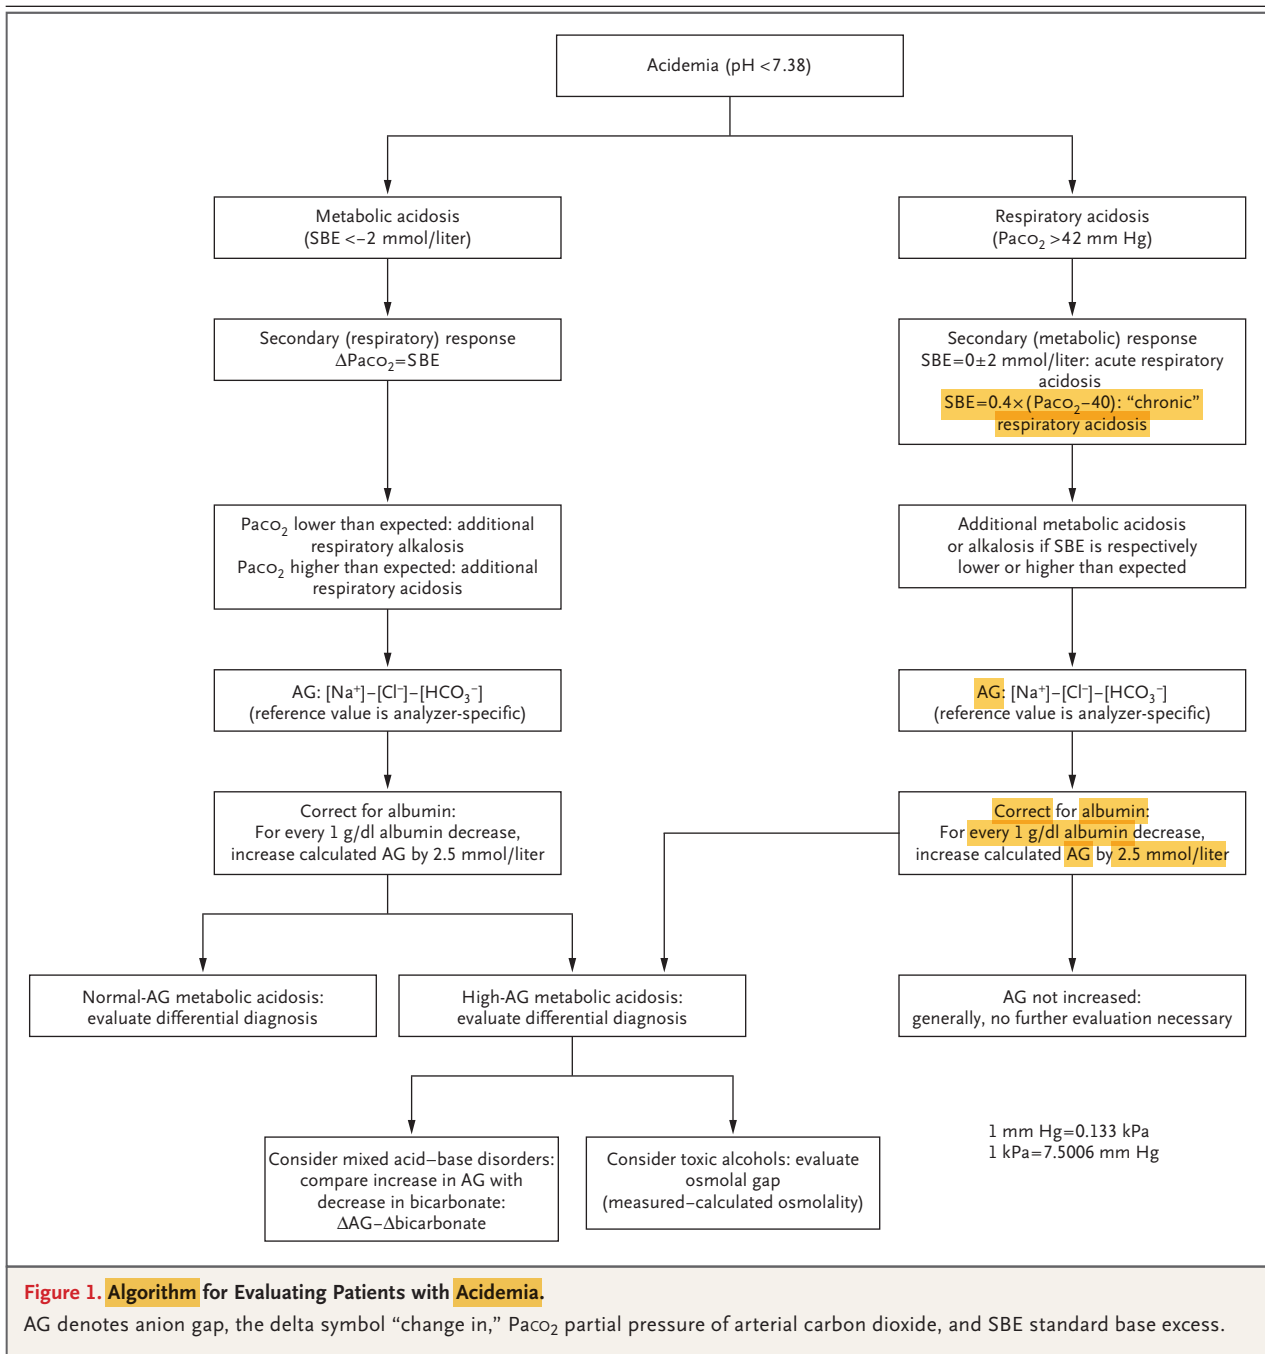 Acidemia (pH <7.38)
Metabolic acidosis
(SBE <–2 mmol/liter)
Respiratory acidosis
(Paco₂ >42 mm Hg)
Secondary (respiratory) response
ΔPaco₂=SBE
Secondary (metabolic) response
SBE=0±2 mmol/liter: acute respiratory
acidosis
SBE=0.4×(Paco₂–40): “chronic”
respiratory acidosis
Paco₂ lower than expected: additional
respiratory alkalosis
Paco₂ higher than expected: additional
respiratory acidosis
Additional metabolic acidosis
or alkalosis if SBE is respectively
lower or higher than expected
AG: [Na⁺]–[Cl⁻]–[HCO₃⁻]
(reference value is analyzer-specific)
AG: [Na⁺]–[Cl⁻]–[HCO₃⁻]
(reference value is analyzer-specific)
Correct for albumin:
For every 1 g/dl albumin decrease,
increase calculated AG by 2.5 mmol/liter
Correct for albumin:
For every 1 g/dl albumin decrease,
increase calculated AG by 2.5 mmol/liter
Normal-AG metabolic acidosis:
evaluate differential diagnosis
High-AG metabolic acidosis:
evaluate differential diagnosis
AG not increased:
generally, no further evaluation necessary
Consider mixed acid–base disorders:
compare increase in AG with
decrease in bicarbonate:
ΔAG–Δbicarbonate
Consider toxic alcohols: evaluate
osmolal gap
(measured–calculated osmolality)
1 mm Hg=0.133 kPa
1 kPa=7.5006 mm Hg
Figure 1. Algorithm for Evaluating Patients with Acidemia.
AG denotes anion gap, the delta symbol “change in,” Paco₂ partial pressure of arterial carbon dioxide, and SBE standard base excess.